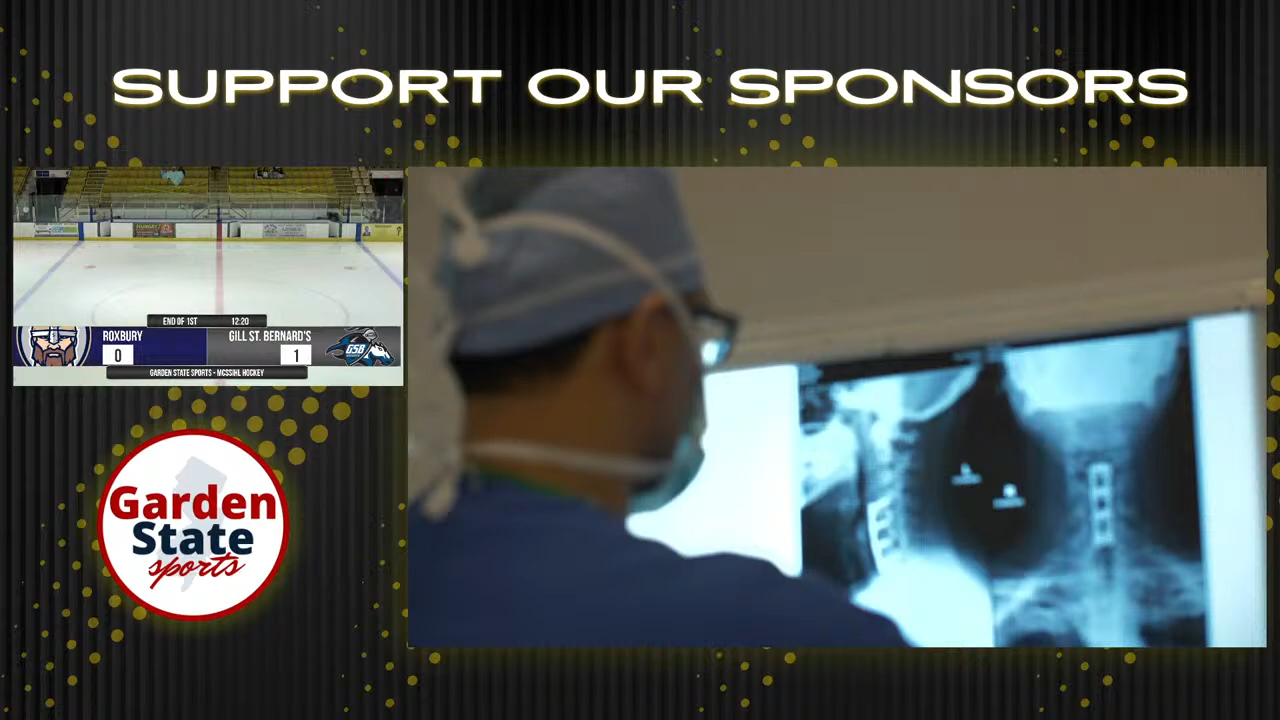 SUPPORT OUR SPONSORS
END OF 1ST 12:20
ROXBURY GILL ST. BERNARD'S
0 1
GSB
GARDEN STATE SPORTS - MCSSIHL HOCKEY
Garden
State
sports